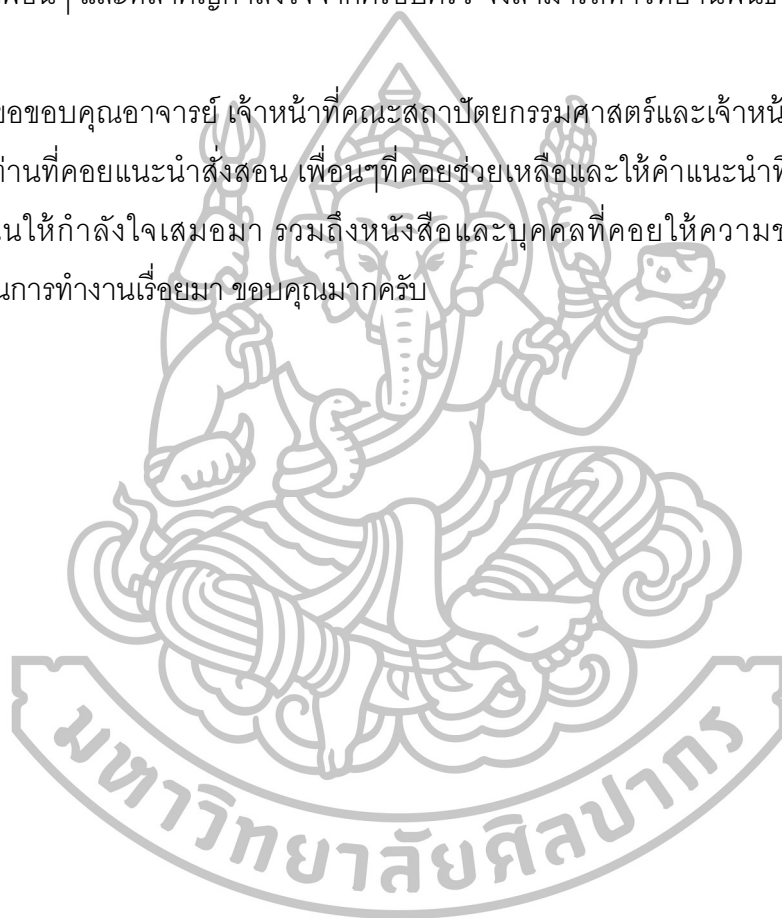 ขอขอบคุณอาจารย์ เจ้าหน้าที่คณะสถาปัตยกรรมศาสตร์และเจ้าหน้
ท่านที่คอยแนะนำสั่งสอน เพื่อนๆที่คอยช่วยเหลือและให้คำแนะนำที
นให้กำลังใจเสมอมา รวมถึงหนังสือและบุคคลที่คอยให้ความช
นการทำงานเรื่อยมา ขอบคุณมากครับ
มหาวิทยาลัยศิลปากร